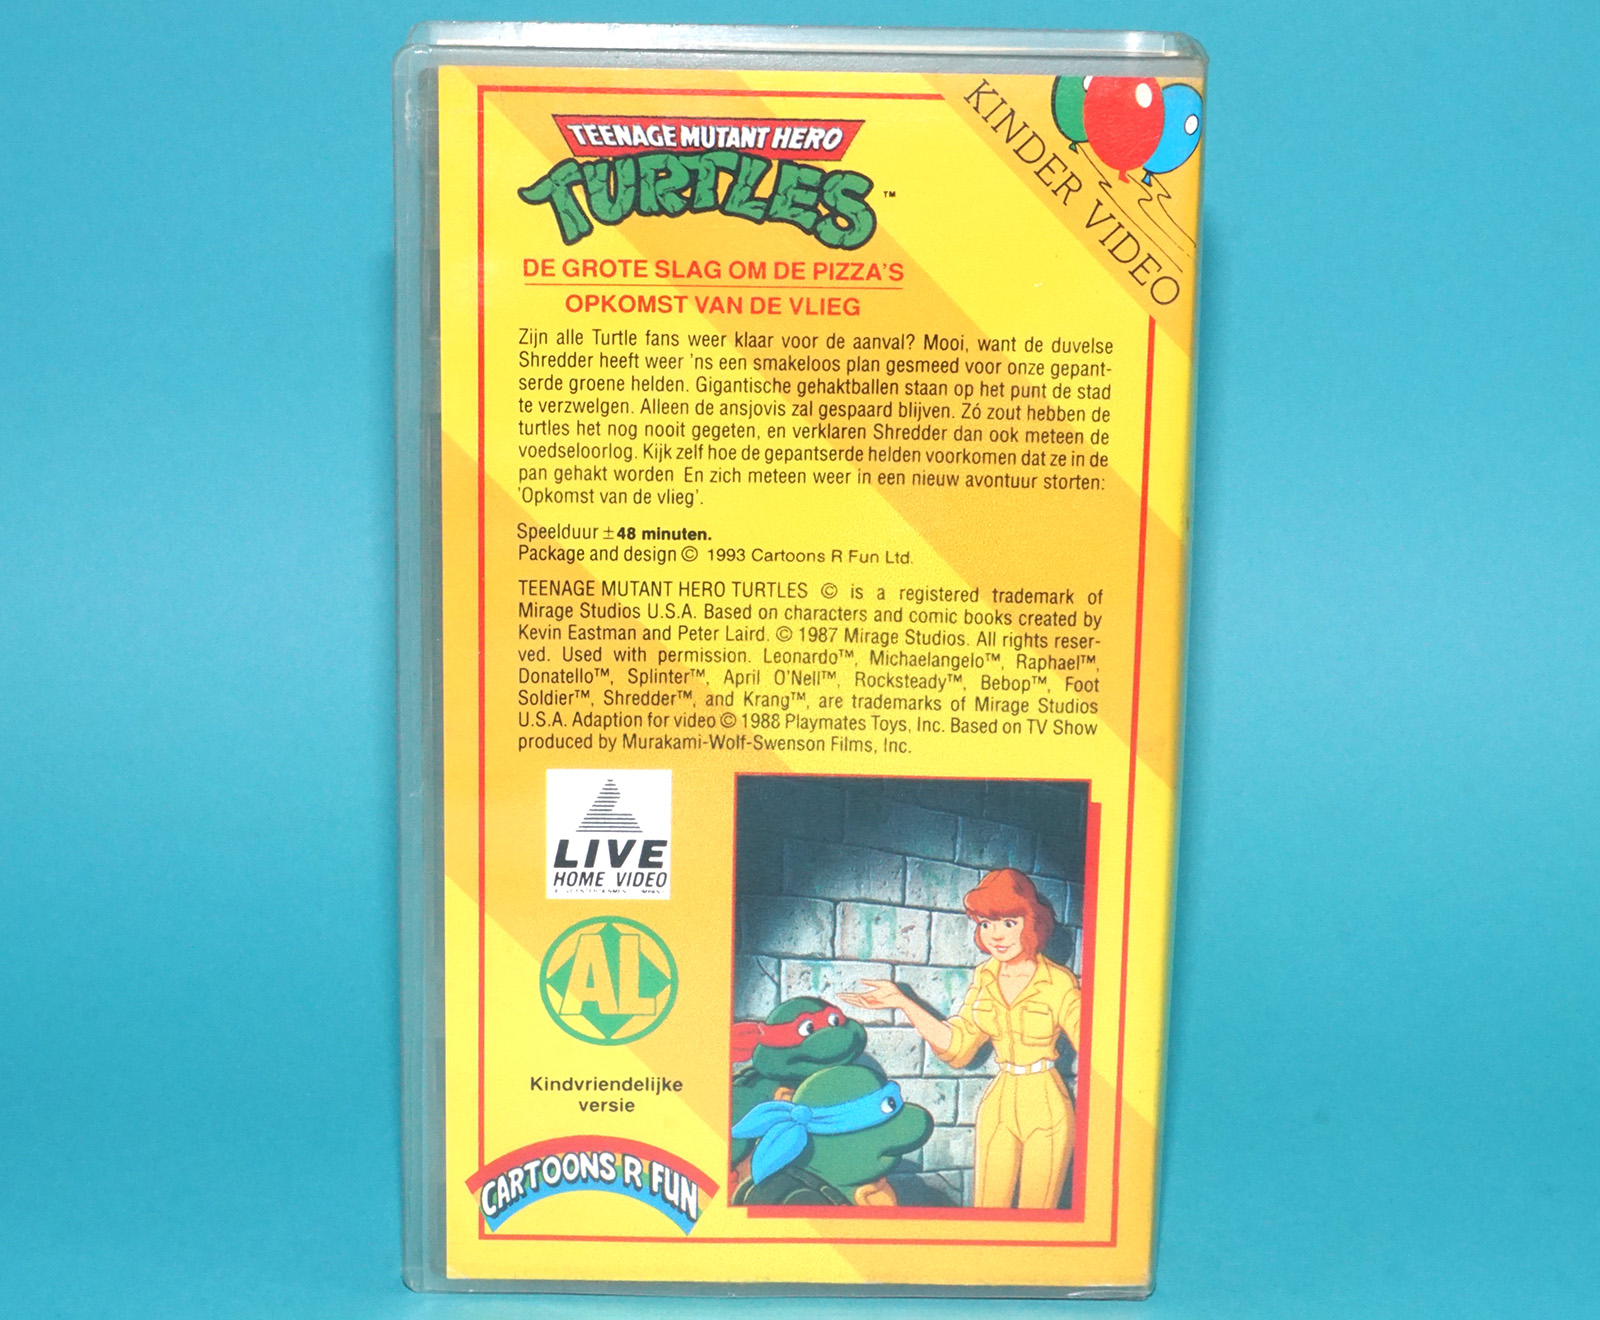 KINDER VIDEO
TEENAGE MUTANT HERO
TURTLES™
DE GROTE SLAG OM DE PIZZA'S
OPKOMST VAN DE VLIEG
Zijn alle Turtle fans weer klaar voor de aanval? Mooi, want de duvelse
Shredder heeft weer 'ns een smakeloos plan gesmeed voor onze gepant-
serde groene helden. Gigantische gehaktballen staan op het punt de stad
te verzwelgen. Alleen de ansjovis zal gespaard blijven. Zó zout hebben de
turtles het nog nooit gegeten, en verklaren Shredder dan ook meteen de
voedseloorlog. Kijk zelf hoe de gepantserde helden voorkomen dat ze in de
pan gehakt worden En zich meteen weer in een nieuw avontuur storten:
'Opkomst van de vlieg'.
Speelduur ±48 minuten.
Package and design © 1993 Cartoons R Fun Ltd.
TEENAGE MUTANT HERO TURTLES © is a registered trademark of
Mirage Studios U.S.A. Based on characters and comic books created by
Kevin Eastman and Peter Laird. © 1987 Mirage Studios. All rights reser-
ved. Used with permission. Leonardo™, Michaelangelo™, Raphael™,
Donatello™, Splinter™, April O'Nell™, Rocksteady™, Bebop™, Foot
Soldier™, Shredder™, and Krang™, are trademarks of Mirage Studios
U.S.A. Adaption for video © 1988 Playmates Toys, Inc. Based on TV Show
produced by Murakami-Wolf-Swenson Films, Inc.
LIVE
HOME VIDEO
AL
Kindvriendelijke
versie
CARTOONS R FUN